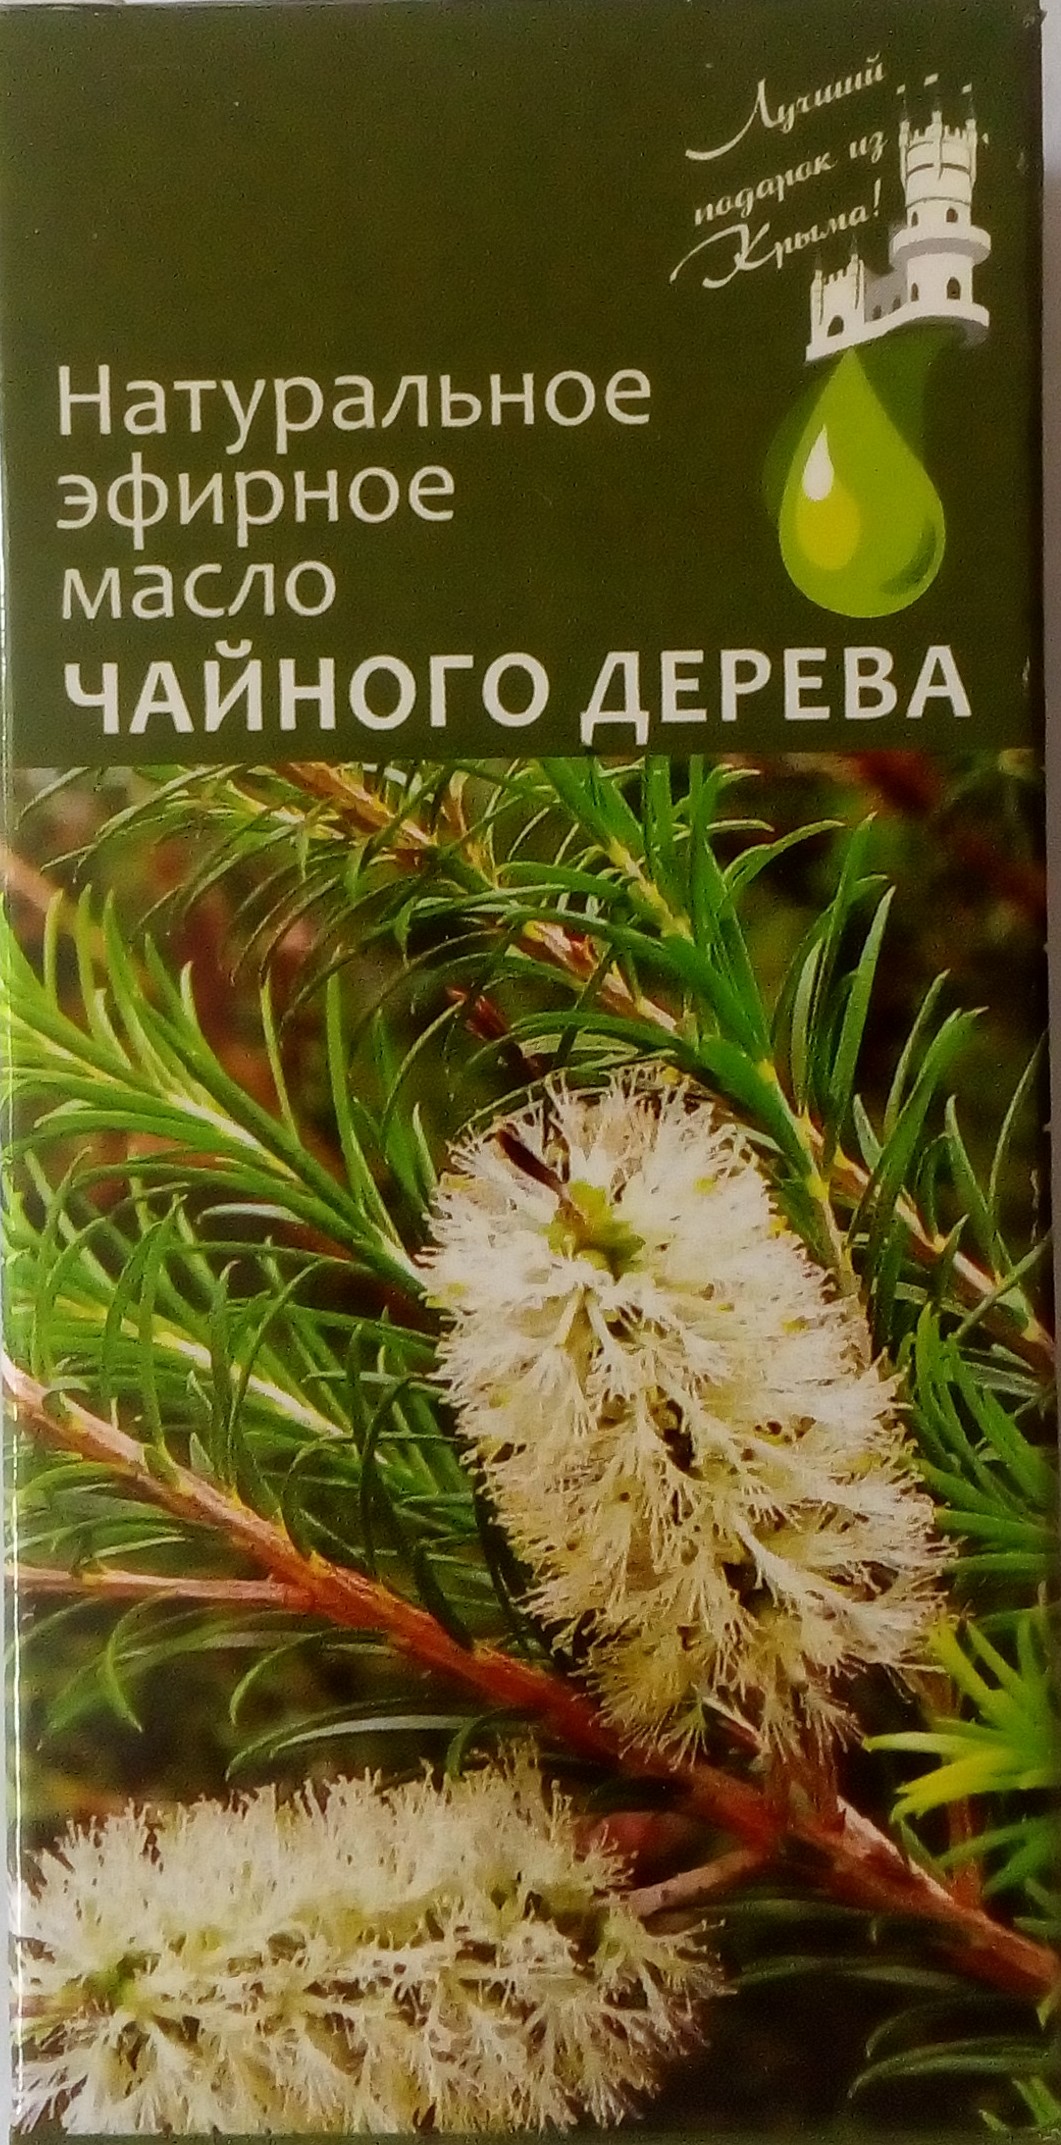 Лучший
подарок из
Крыма!
Натуральное
эфирное
масло
ЧАЙНОГО ДЕРЕВА